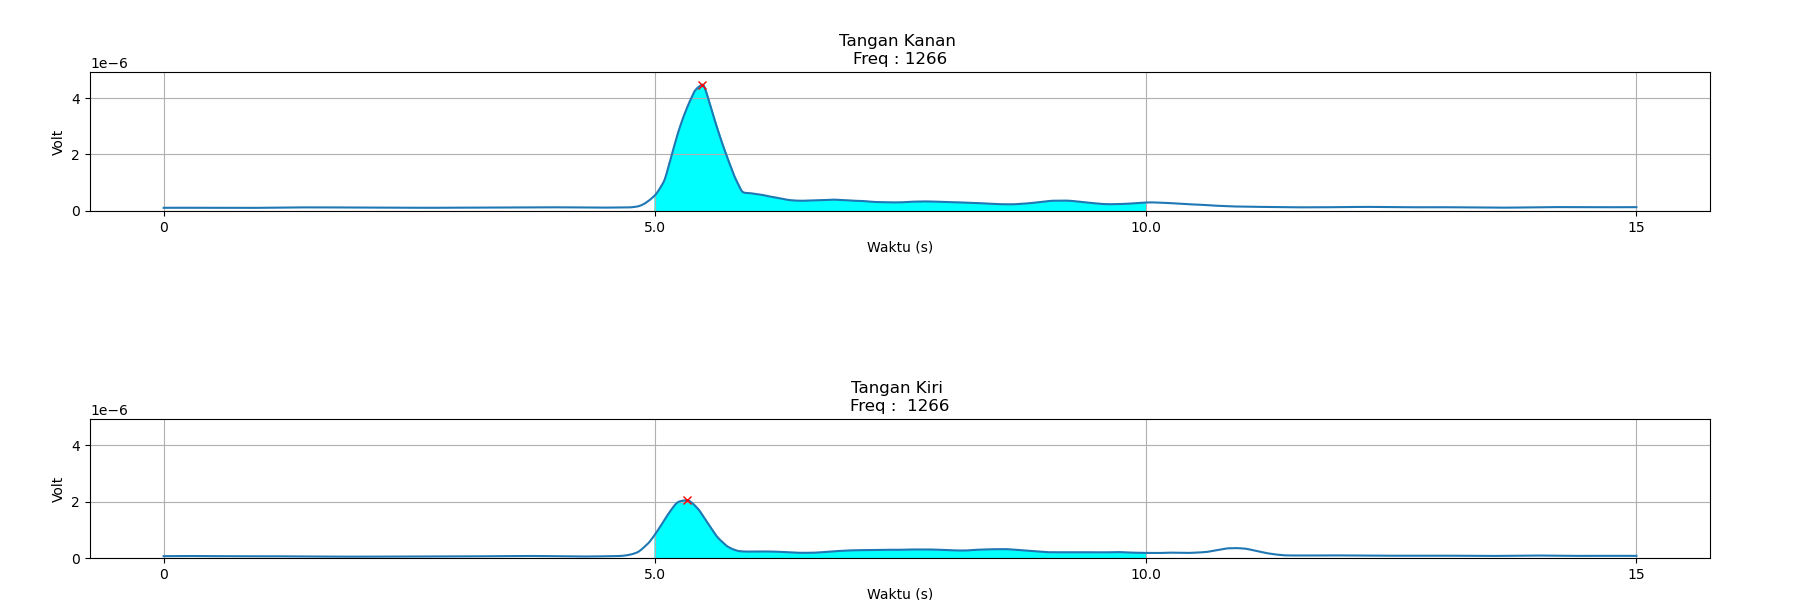 Tangan Kanan
Freq : 1266
1e−6
4
2
0
Volt
0 5.0 10.0 15
Waktu (s)
Tangan Kiri
Freq :  1266
1e−6
4
2
0
Volt
0 5.0 10.0 15
Waktu (s)